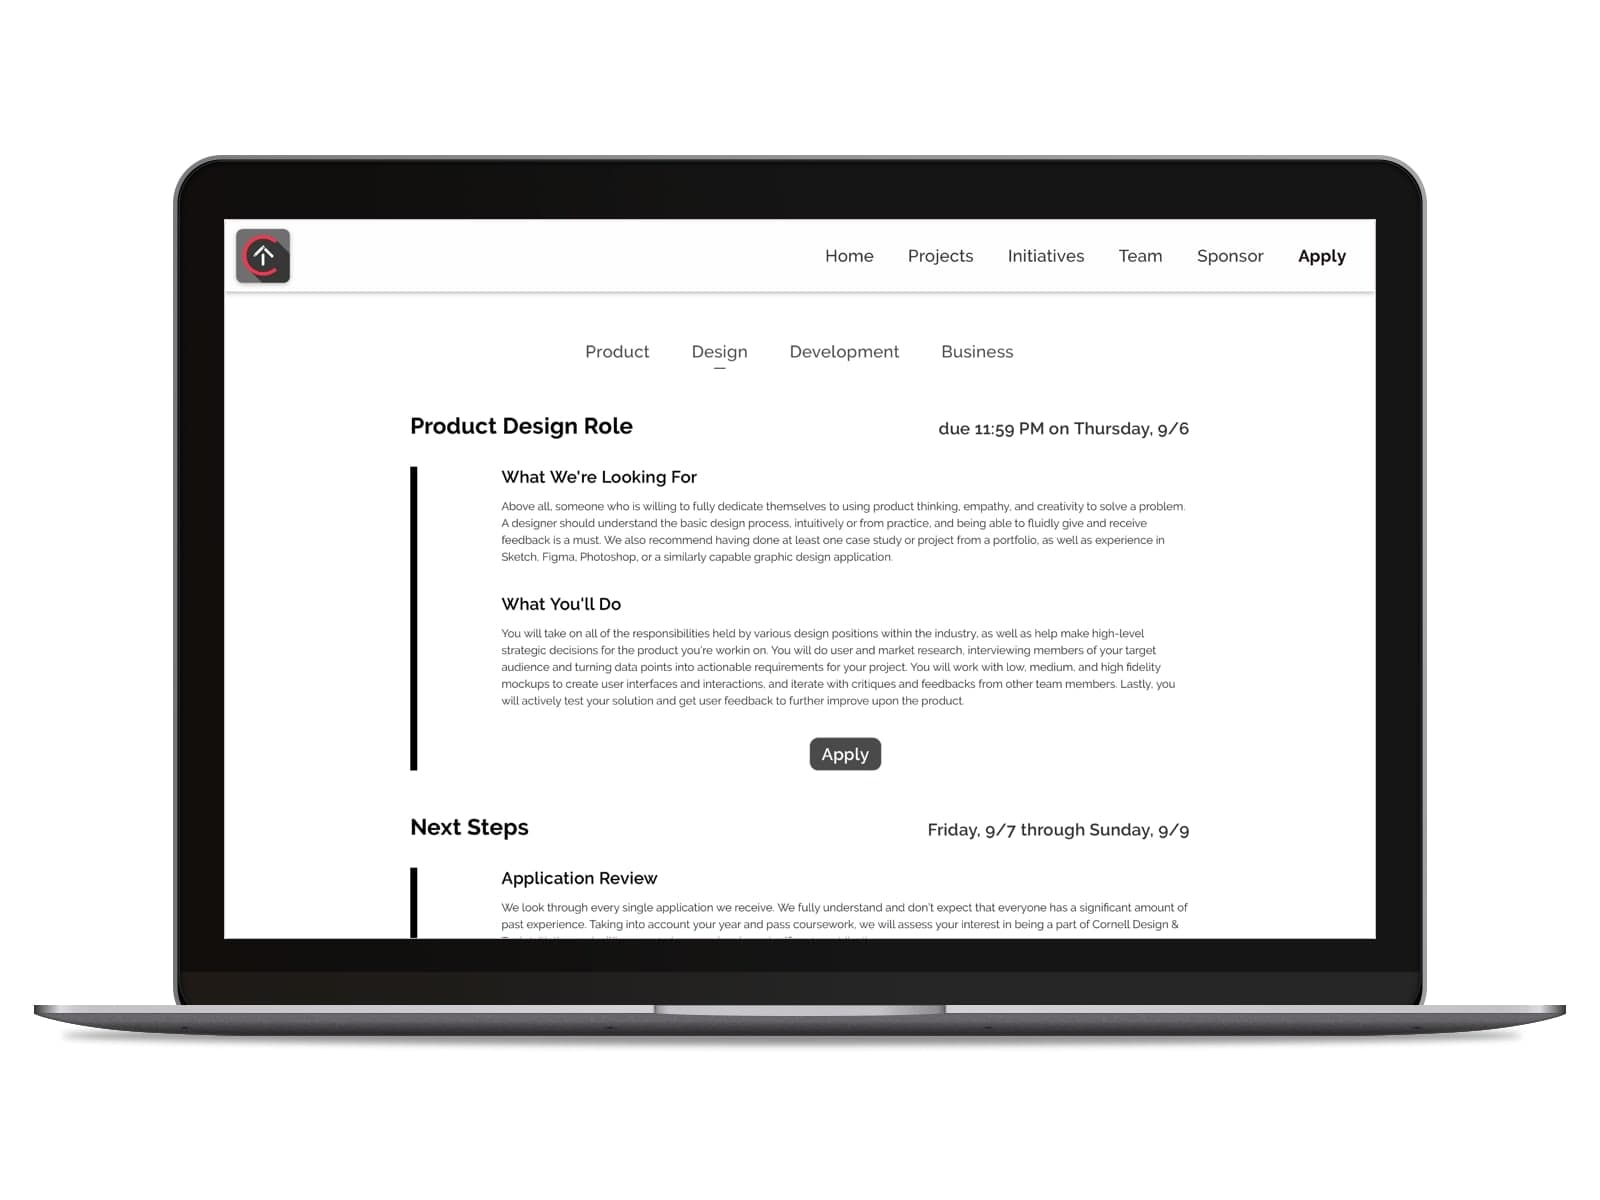 Home Projects Initiatives Team Sponsor Apply
Product Design Development Business
Product Design Role
due 11:59 PM on Thursday, 9/6
What We're Looking For
Above all, someone who is willing to fully dedicate themselves to using product thinking, empathy, and creativity to solve a problem.
A designer should understand the basic design process, intuitively or from practice, and being able to fluidly give and receive
feedback is a must. We also recommend having done at least one case study or project from a portfolio, as well as experience in
Sketch, Figma, Photoshop, or a similarly capable graphic design application.
What You'll Do
You will take on all of the responsibilities held by various design positions within the industry, as well as help make high-level
strategic decisions for the product you're workin on. You will do user and market research, interviewing members of your target
audience and turning data points into actionable requirements for your project. You will work with low, medium, and high fidelity
mockups to create user interfaces and interactions, and iterate with critiques and feedbacks from other team members. Lastly, you
will actively test your solution and get user feedback to further improve upon the product.
Apply
Next Steps
Friday, 9/7 through Sunday, 9/9
Application Review
We look through every single application we receive. We fully understand and don't expect that everyone has a significant amount of
past experience. Taking into account your year and pass coursework, we will assess your interest in being a part of Cornell Design &